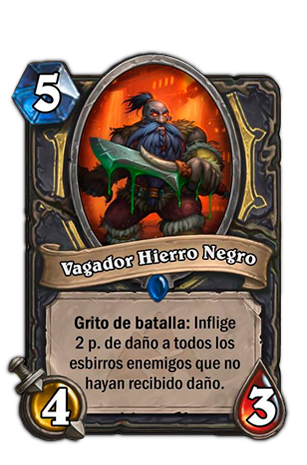 5
Vagador Hierro Negro
Grito de batalla: Inflige
2 p. de daño a todos los
esbirros enemigos que no
hayan recibido daño.
4
3